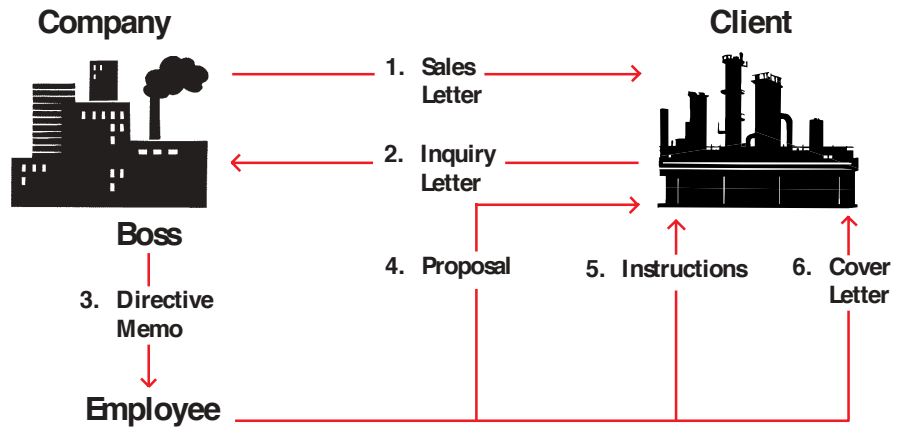 Company
Client
1. Sales
Letter
2. Inquiry
Letter
Boss
3. Directive
Memo
4. Proposal
5. Instructions
6. Cover
Letter
Employee